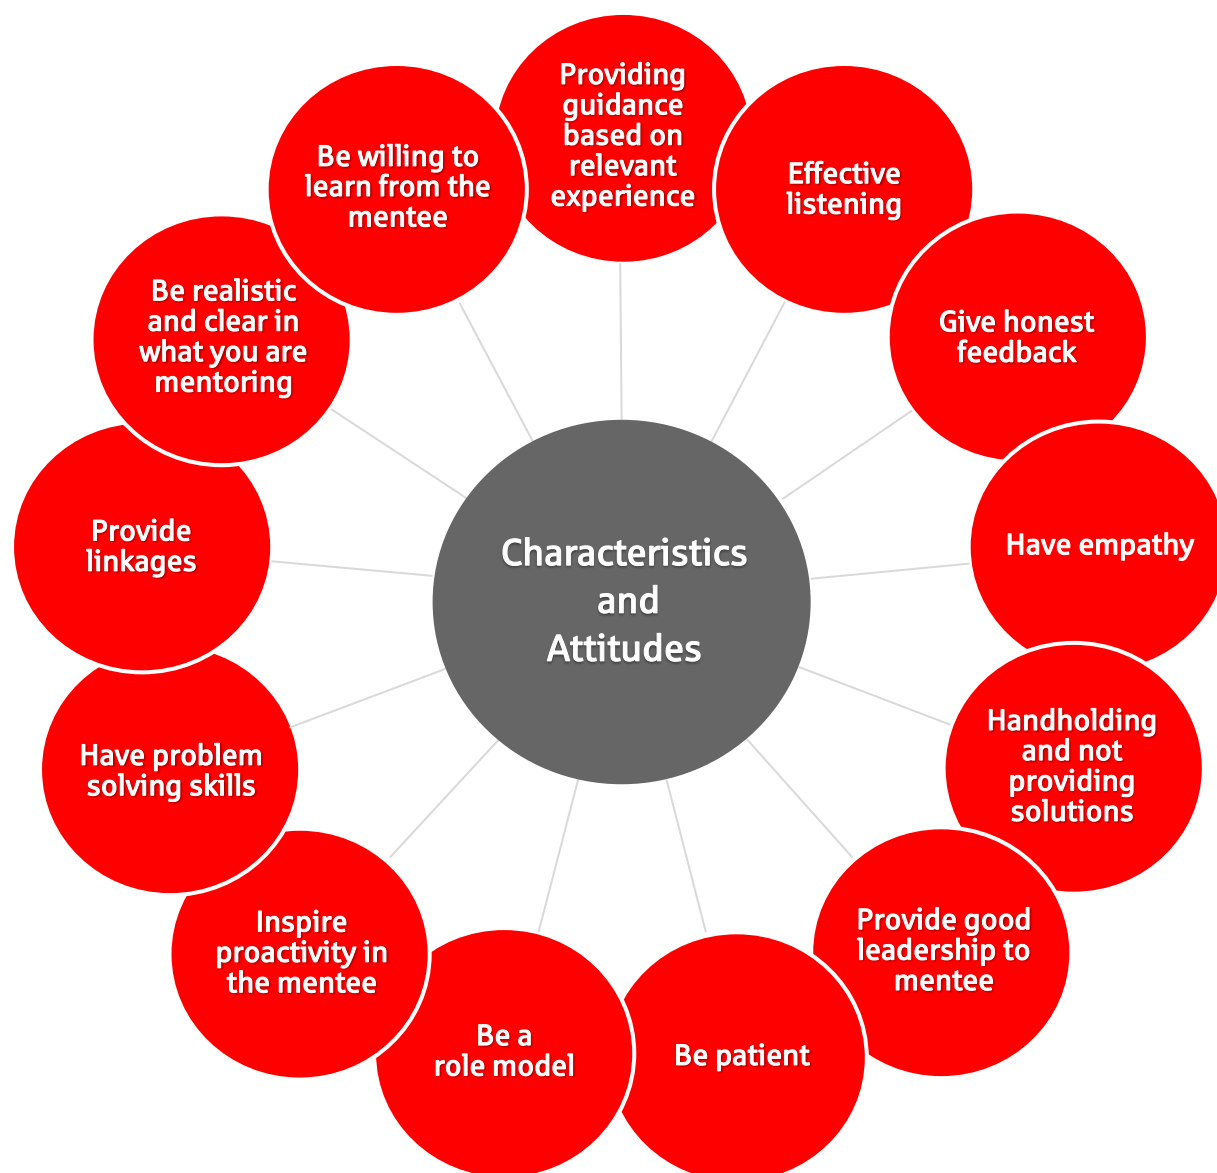 Providing
guidance
based on
relevant
experience
Effective
listening
Give honest
feedback
Have empathy
Handholding
and not
providing
solutions
Provide good
leadership to
mentee
Be patient
Be a
role model
Inspire
proactivity in
the mentee
Have problem
solving skills
Provide
linkages
Be realistic
and clear in
what you are
mentoring
Be willing to
learn from the
mentee
Characteristics
and
Attitudes